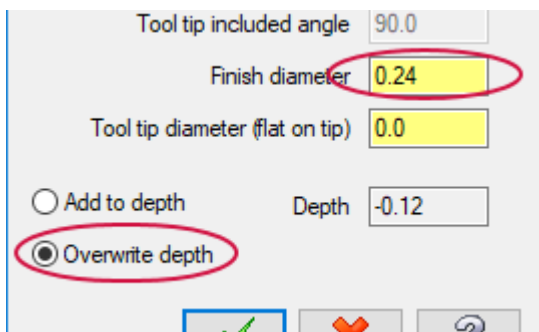 Tool tip included angle 90.0
Finish diameter 0.24
Tool tip diameter (flat on tip) 0.0
Add to depth Depth -0.12
Overwrite depth
?